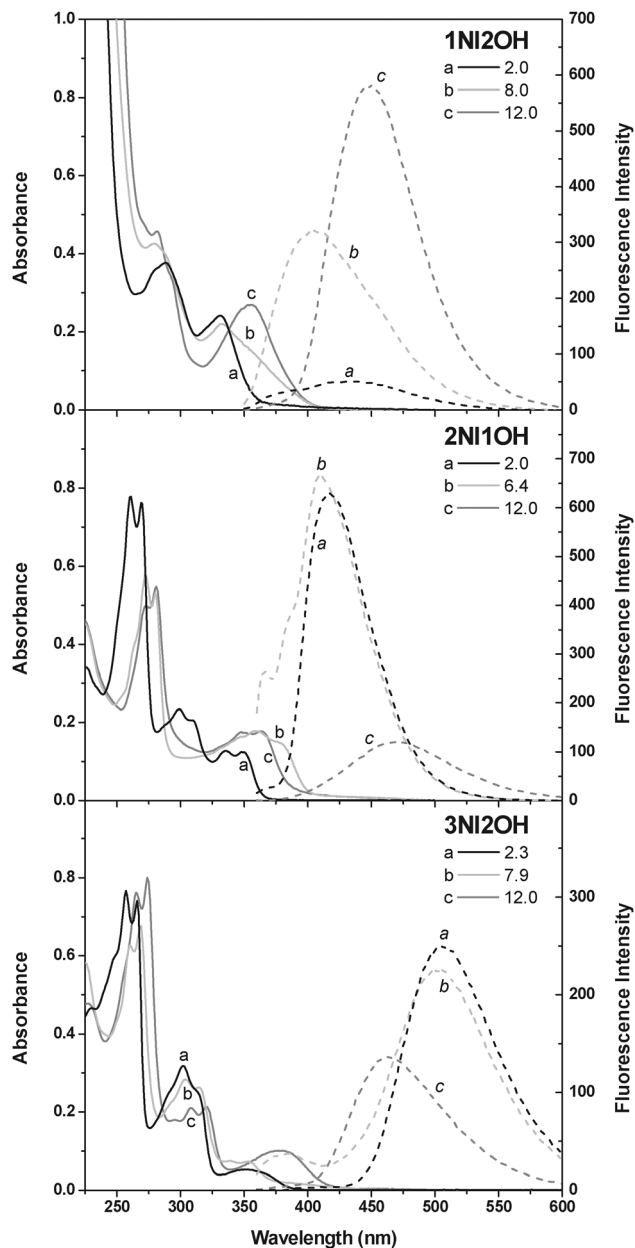 1.0
700
1NI2OH
a 2.0
b 8.0
c 12.0
c
600
0.8
500
0.6
400
b
300
0.4
c
200
b
0.2
a
a
100
0.0
0
Absorbance
Fluorescence Intensity
2NI1OH
a 2.0
b 6.4
c 12.0
b
700
0.8
600
a
500
0.6
400
0.4
300
200
0.2
b
a
c
c
100
0.0
0
Absorbance
Fluorescence Intensity
3NI2OH
a 2.3
b 7.9
c 12.0
0.8
300
a
0.6
b
200
0.4
a
b
c
c
100
0.2
0.0
0
Absorbance
Fluorescence Intensity
250 300 350 400 450 500 550 600
Wavelength (nm)